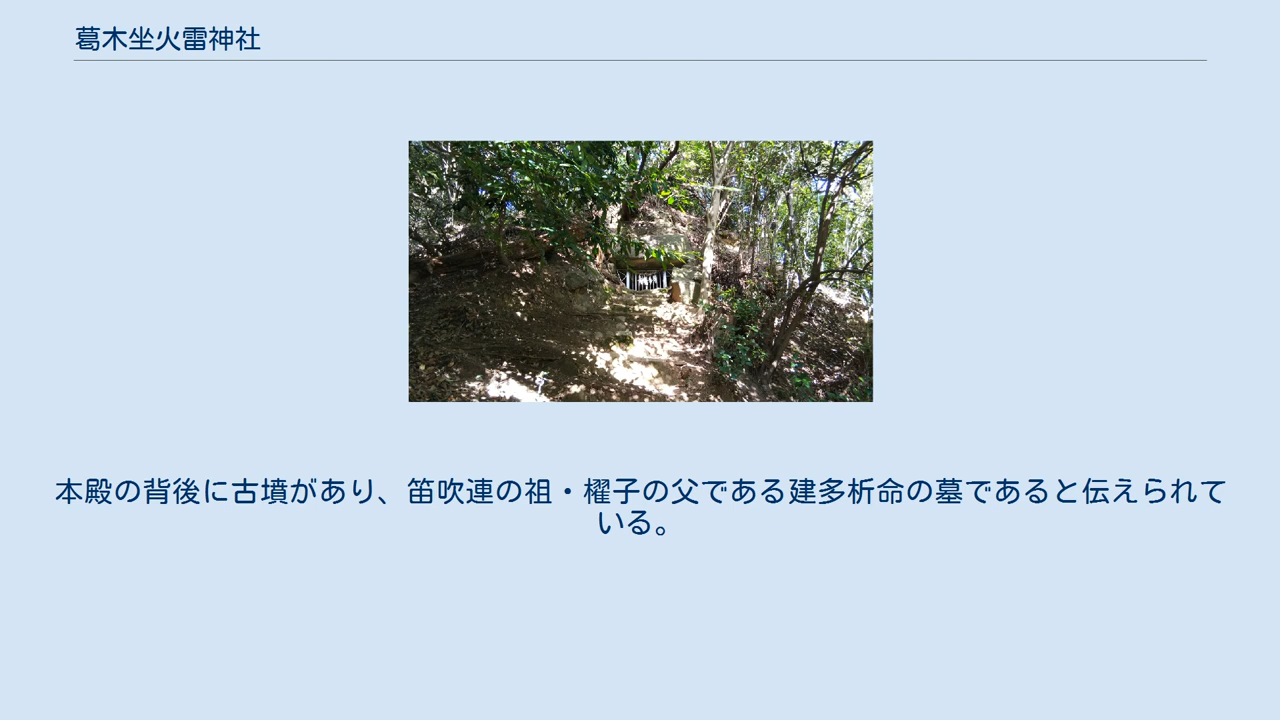 葛木坐火雷神社
本殿の背後に古墳があり、笛吹連の祖・櫂子の父である建多析命の墓であると伝えられて
いる。